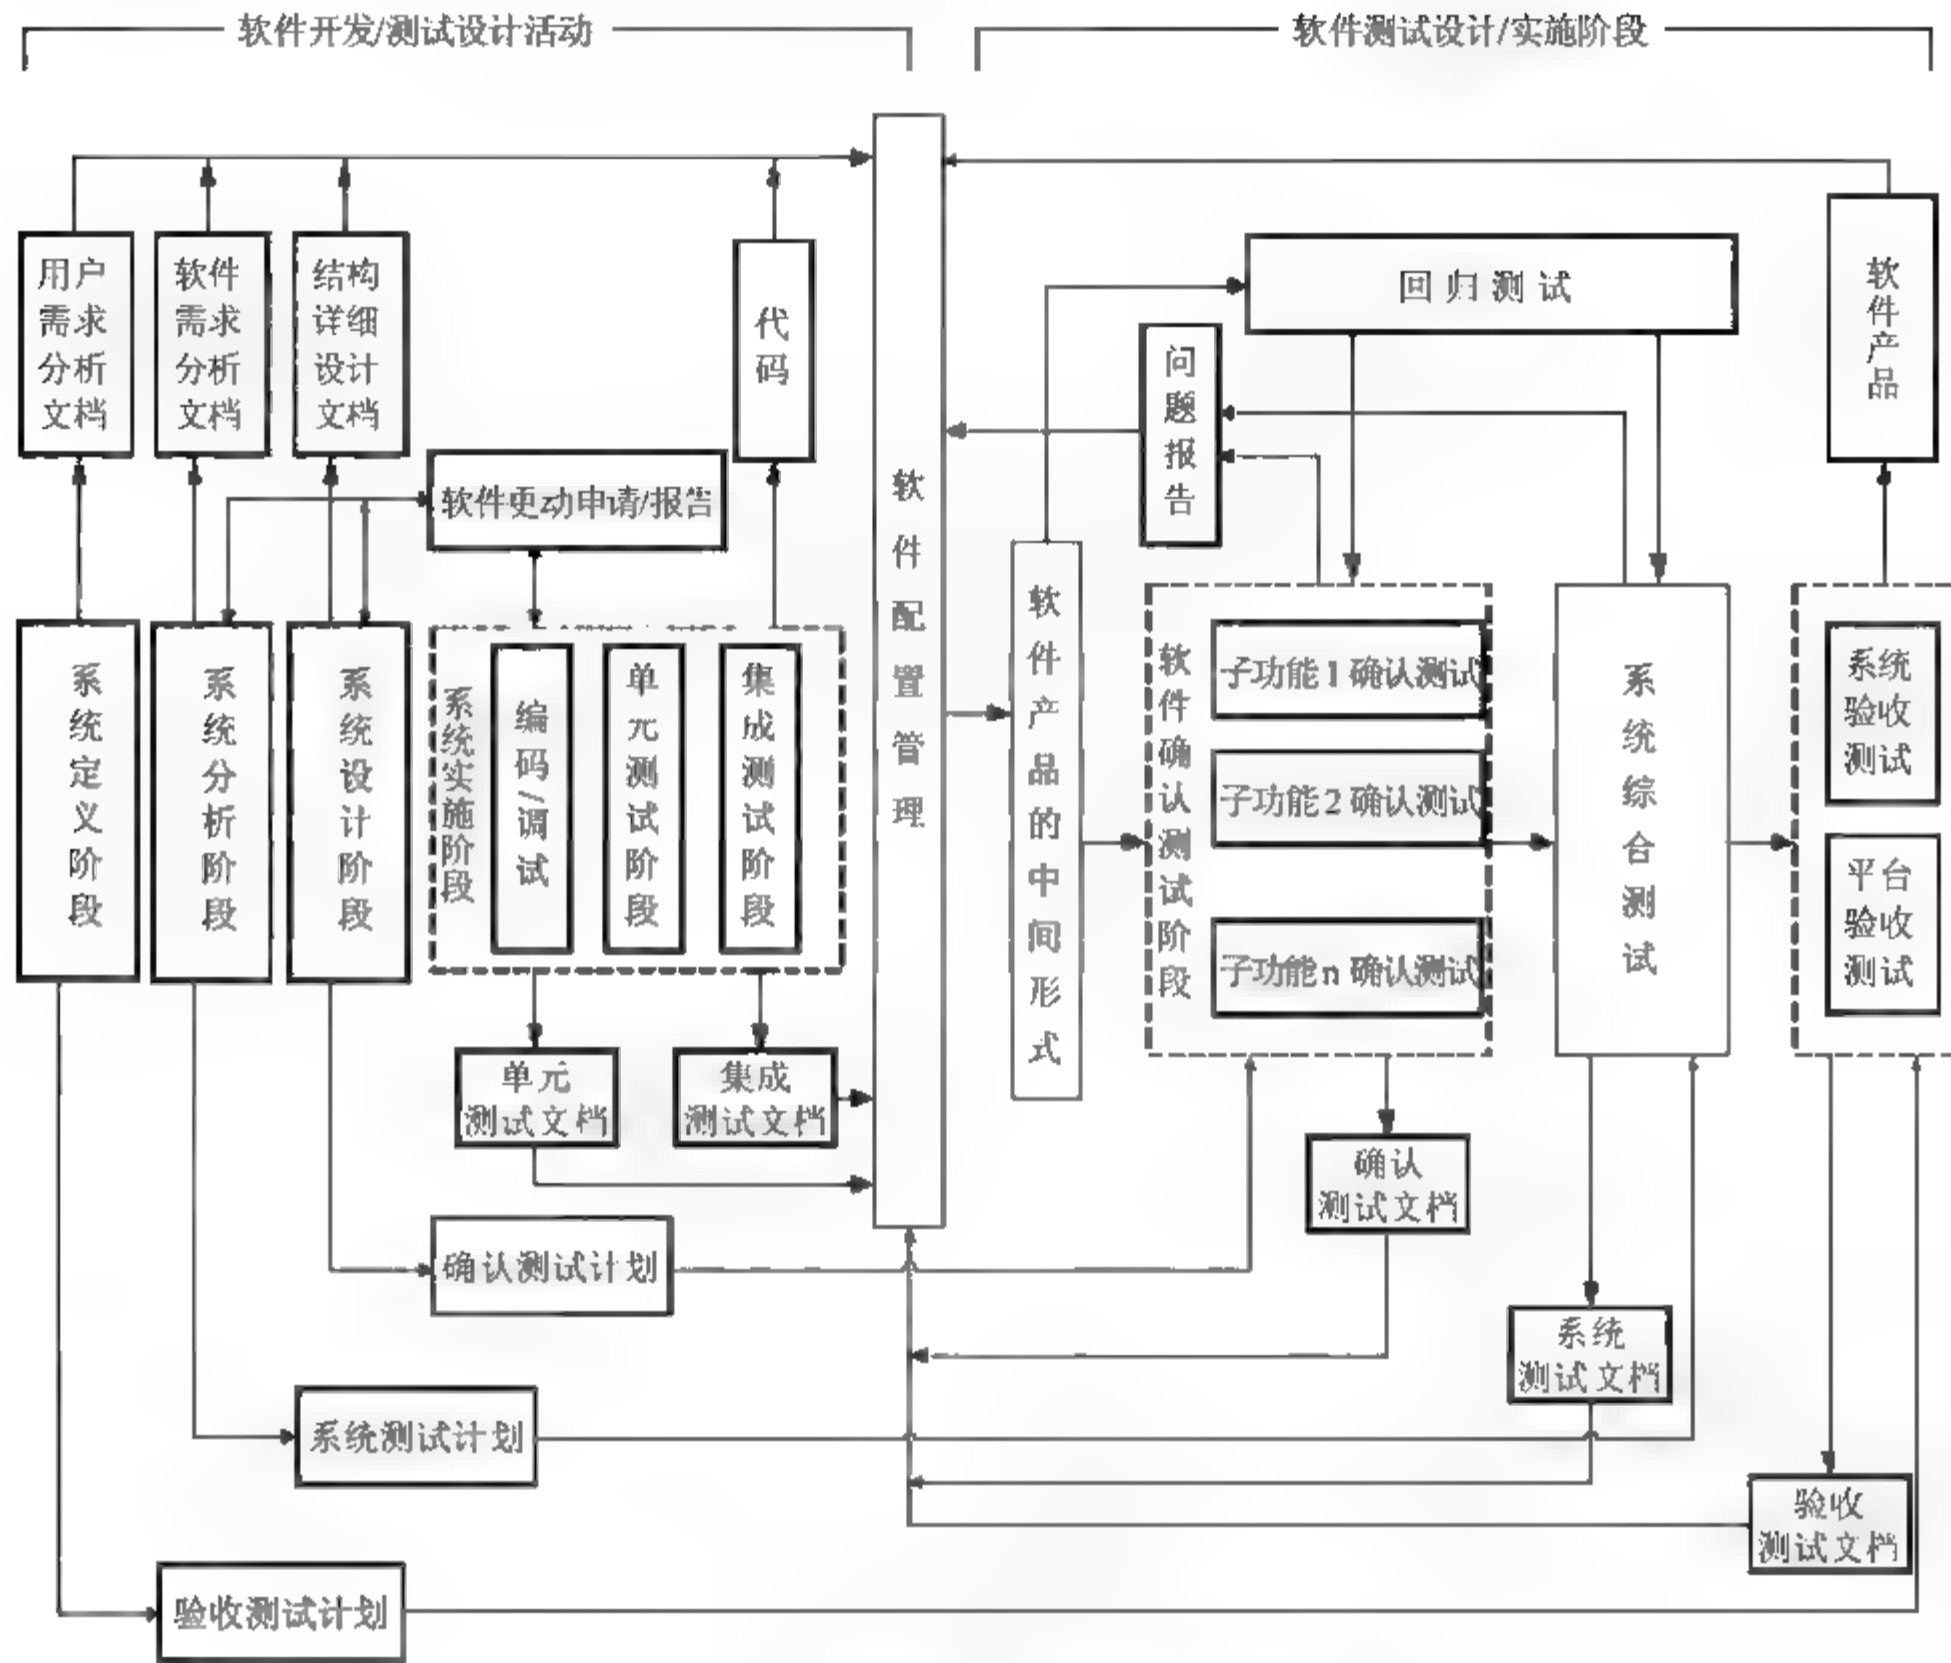 软件开发/测试设计活动
软件测试设计/实施阶段
用户
需求
分析
文档
软件
需求
分析
文档
结构
详细
设计
文档
代码
软件更动申请/报告
软件配置管理
回归测试
问题报告
软件产品
系统定义阶段
系统分析阶段
系统设计阶段
系统实施阶段
编码/调试
单元测试阶段
集成测试阶段
软件产品的中间形式
软件确认测试阶段
子功能1确认测试
子功能2确认测试
子功能n确认测试
系统综合测试
系统
验收
测试
平台
验收
测试
单元
测试文档
集成
测试文档
确认
测试文档
确认测试计划
系统
测试文档
系统测试计划
验收
测试文档
验收测试计划